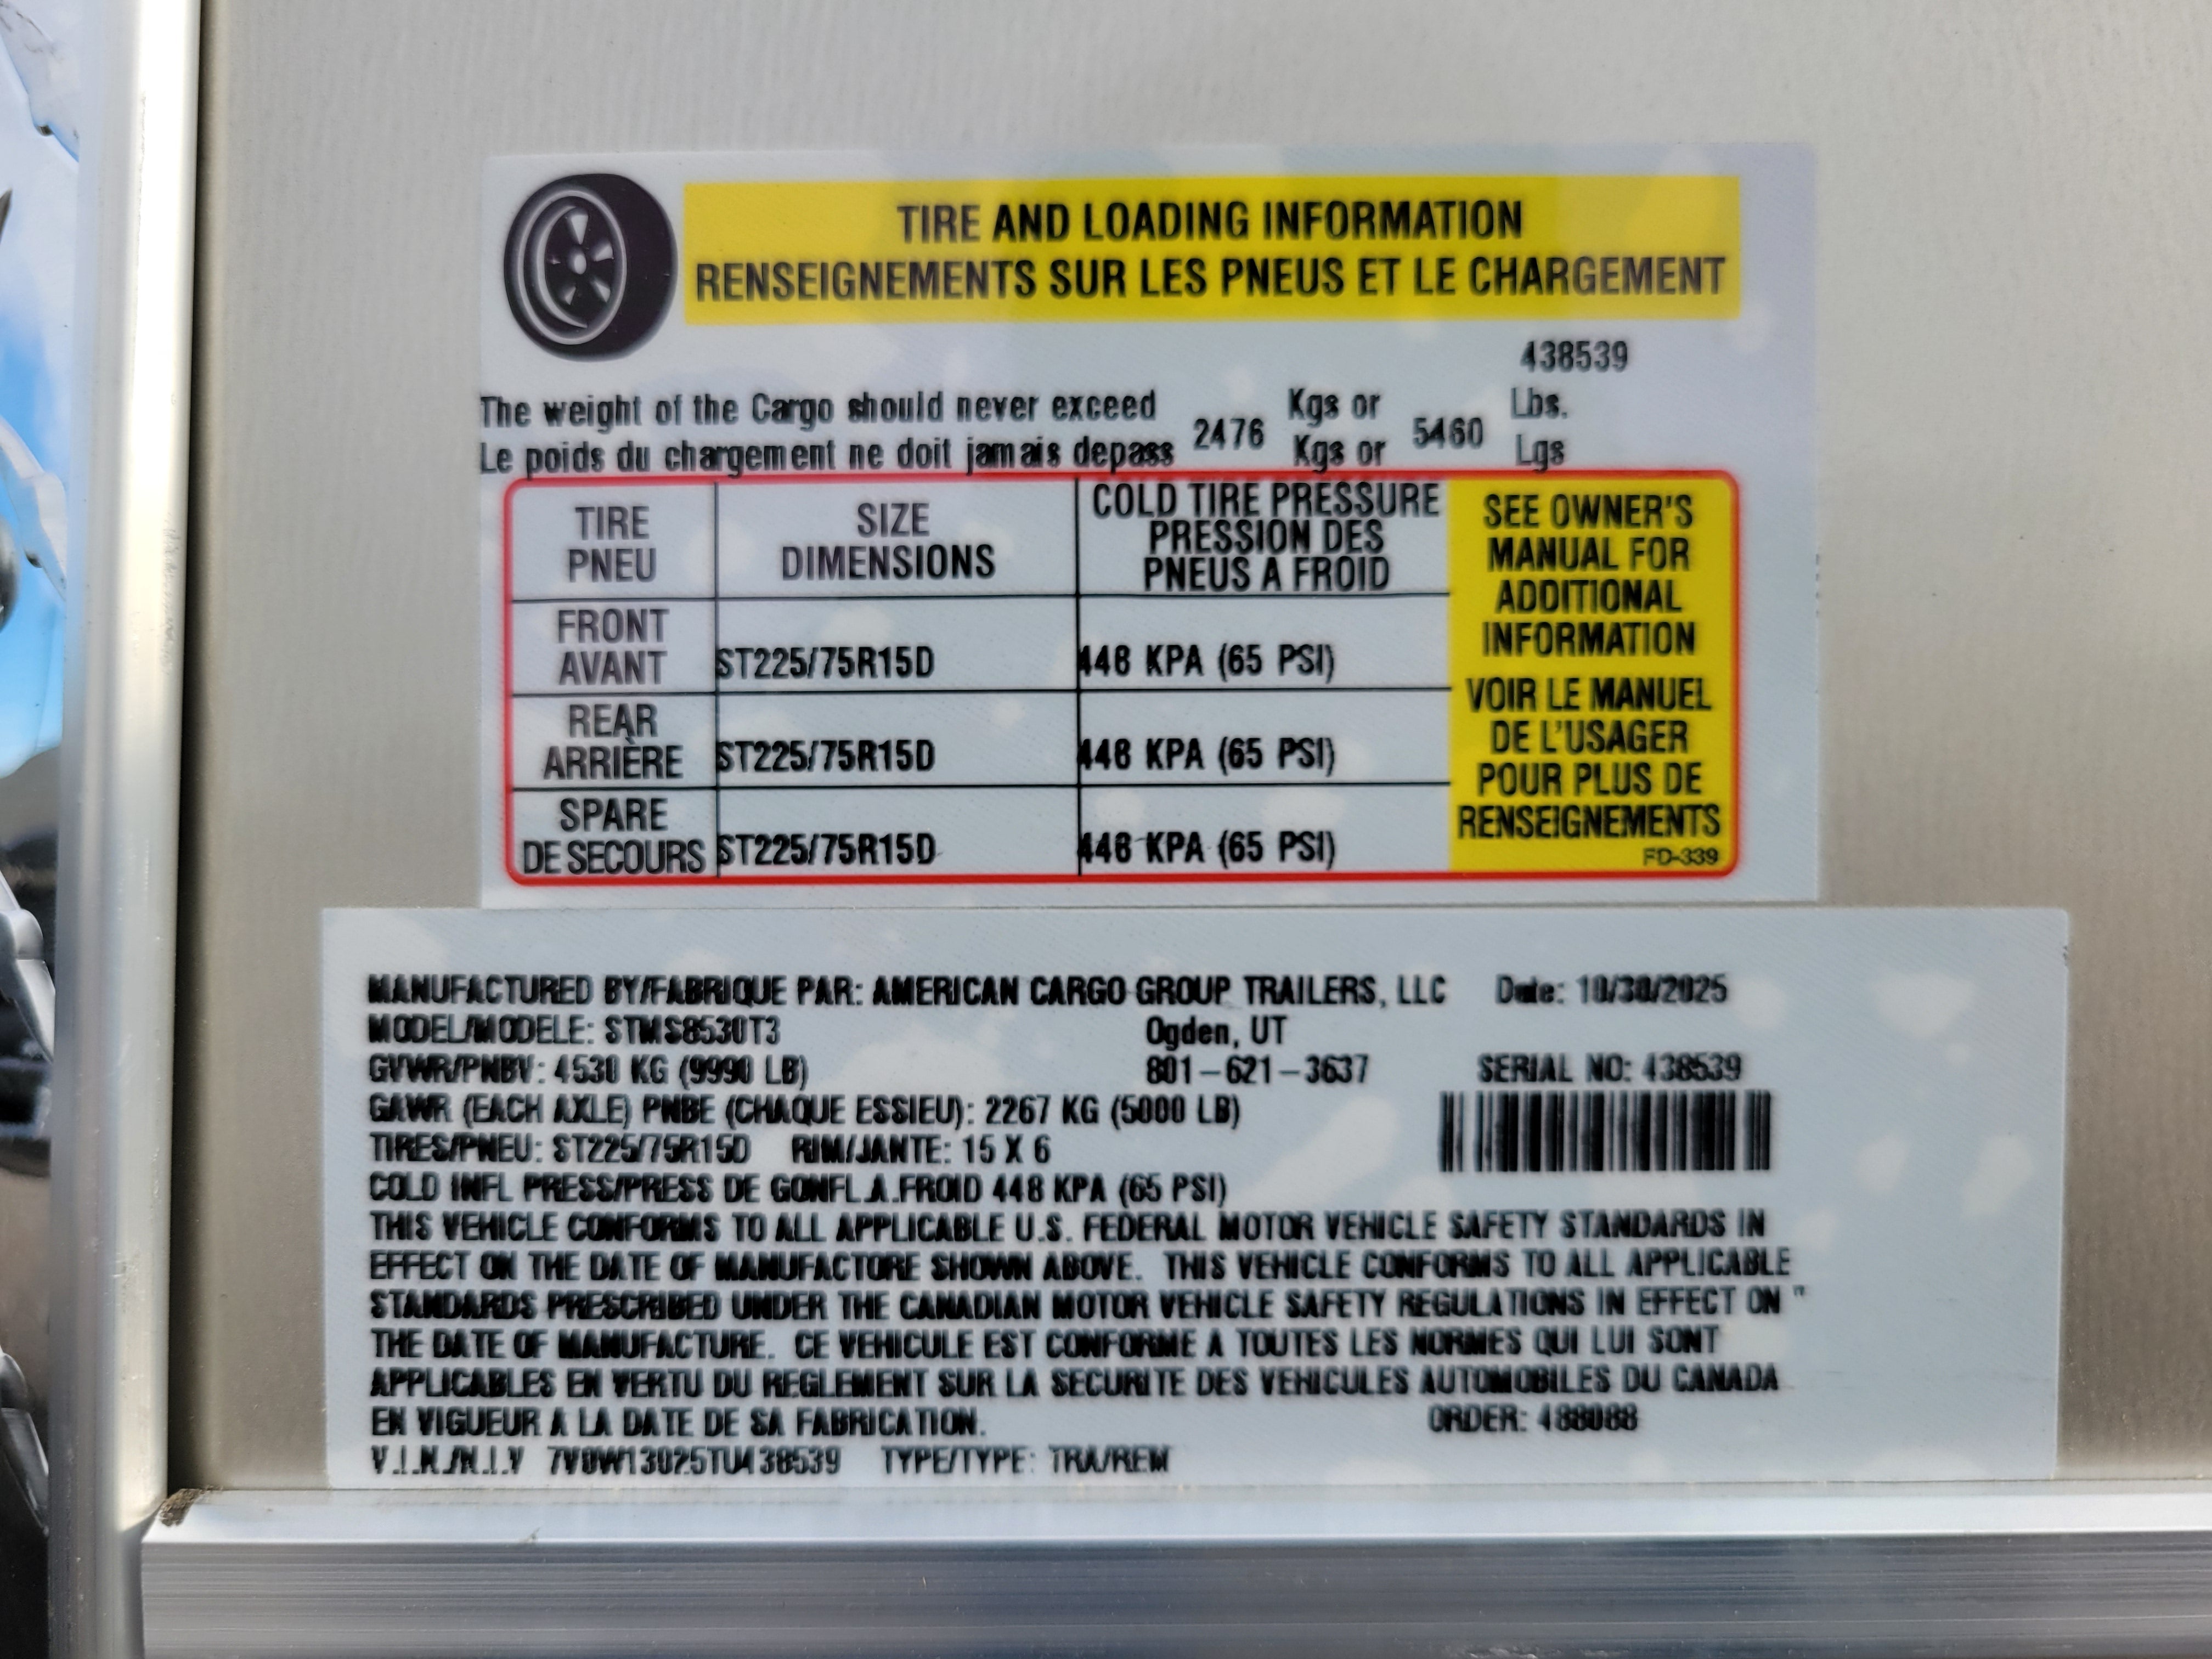 TIRE AND LOADING INFORMATION
RENSEIGNEMENTS SUR LES PNEUS ET LE CHARGEMENT
438539
The weight of the Cargo should never exceed 2476 Kgs or 5460 Lbs.
Le poids du chargement ne doit jamais depass Kgs or Lgs
TIRE PNEU
SIZE DIMENSIONS
COLD TIRE PRESSURE
PRESSION DES
PNEUS A FROID
FRONT AVANT ST225/75R15D 448 KPA (65 PSI)
REAR ARRIÈRE ST225/75R15D 448 KPA (65 PSI)
SPARE DE SECOURS ST225/75R15D 448 KPA (65 PSI)
SEE OWNER'S
MANUAL FOR
ADDITIONAL
INFORMATION
VOIR LE MANUEL
DE L'USAGER
POUR PLUS DE
RENSEIGNEMENTS
FD-339
MANUFACTURED BY/FABRIQUE PAR: AMERICAN CARGO GROUP TRAILERS, LLC Date: 10/30/2025
MODEL/MODELE: STMS8530T3 Ogden, UT
GVWR/PNBV: 4530 KG (9990 LB) 801-621-3637 SERIAL NO: 438539
GAWR (EACH AXLE) PNBE (CHAQUE ESSIEU): 2267 KG (5000 LB)
TIRES/PNEU: ST225/75R15D RIM/JANTE: 15 X 6
COLD INFL PRESS/PRESS DE GONFL.A.FROID 448 KPA (65 PSI)
THIS VEHICLE CONFORMS TO ALL APPLICABLE U.S. FEDERAL MOTOR VEHICLE SAFETY STANDARDS IN
EFFECT ON THE DATE OF MANUFACTORE SHOWN ABOVE. THIS VEHICLE CONFORMS TO ALL APPLICABLE
STANDARDS PRESCRIBED UNDER THE CANADIAN MOTOR VEHICLE SAFETY REGULATIONS IN EFFECT ON "
THE DATE OF MANUFACTURE. CE VEHICULE EST CONFORME A TOUTES LES NORMES QUI LUI SONT
APPLICABLES EN VERTU DU REGLEMENT SUR LA SECURITE DES VEHICULES AUTOMOBILES DU CANADA
EN VIGUEUR A LA DATE DE SA FABRICATION. ORDER: 488088
V.I.N./N.I.V 7V0W13025TU438539 TYPE/TYPE: TRA/REM